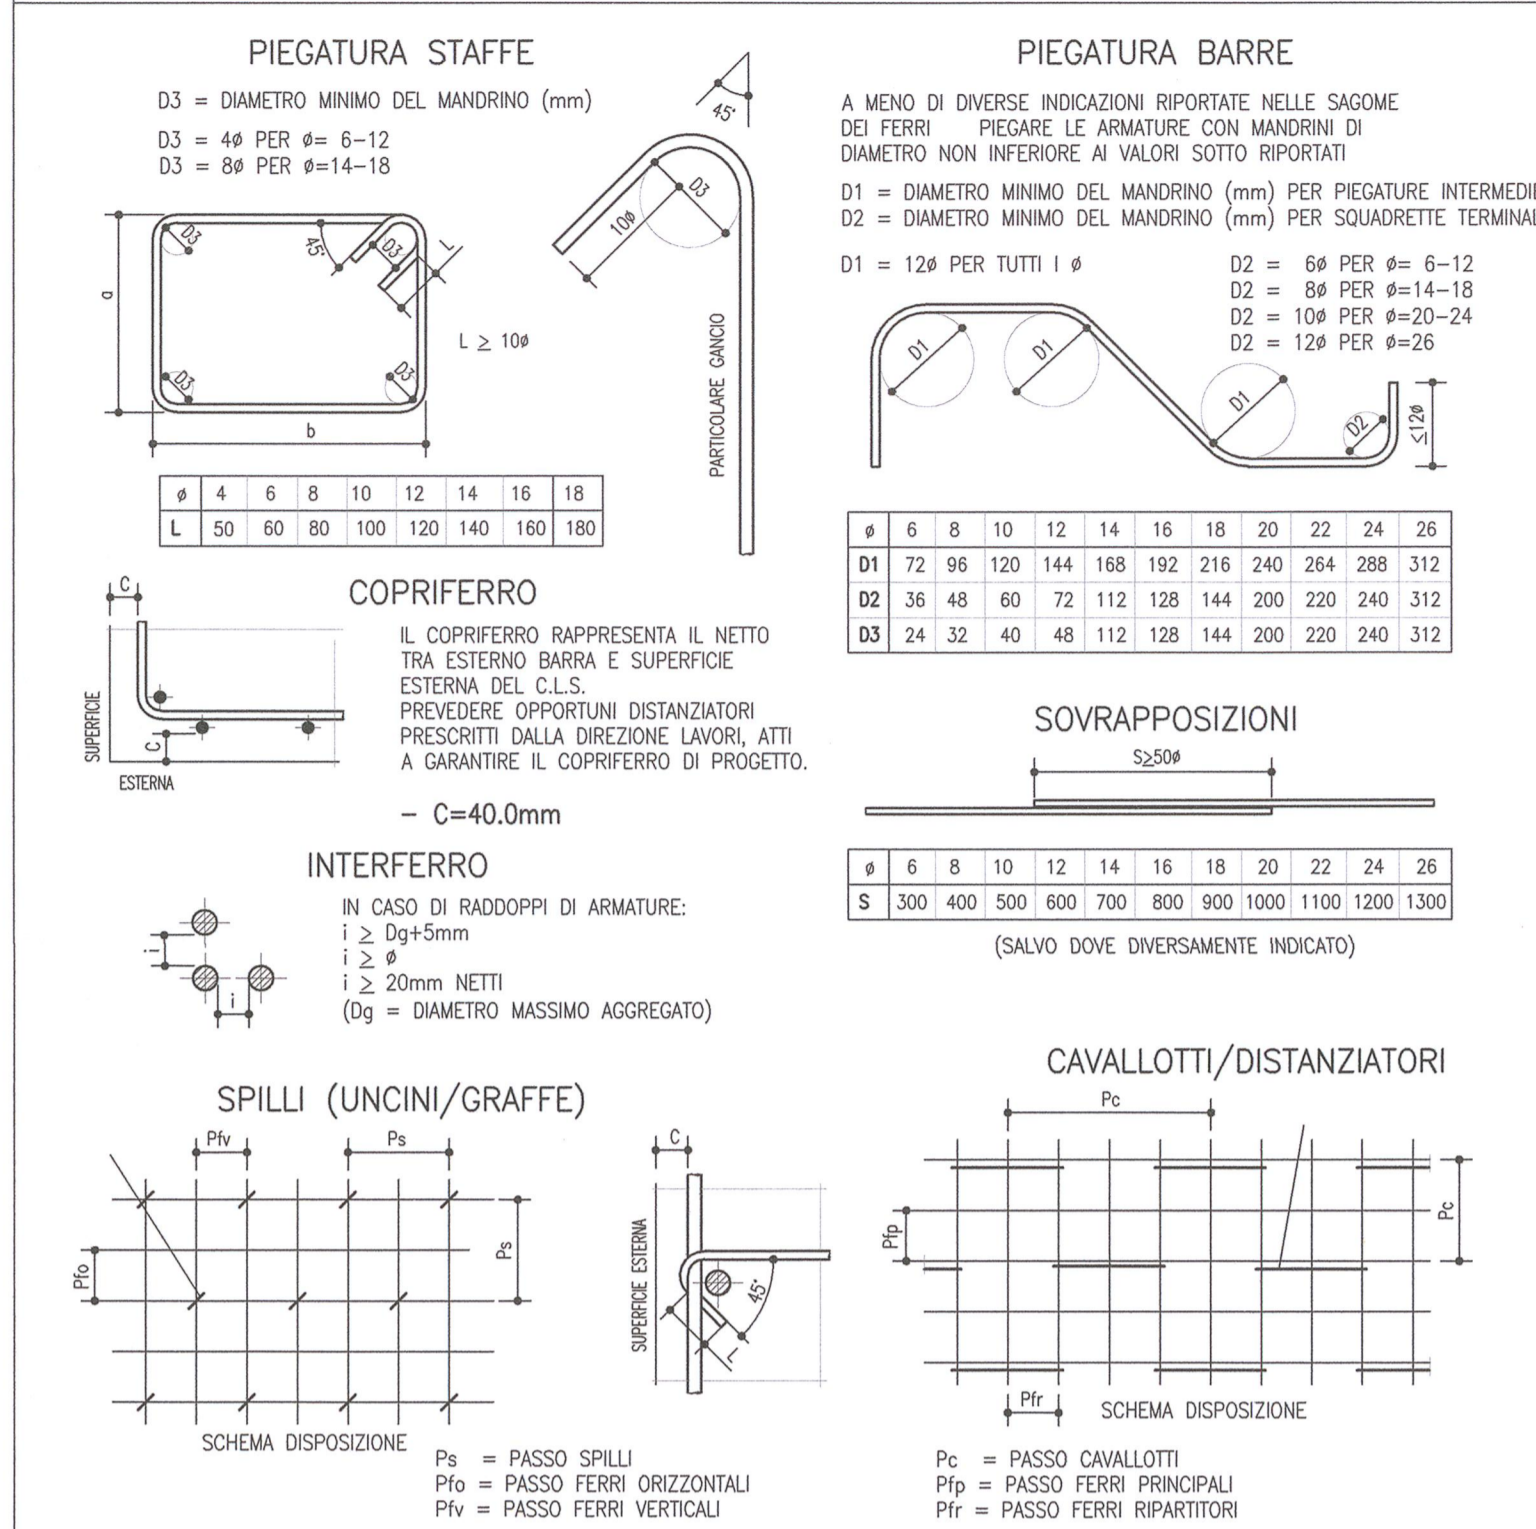 PIEGATURA STAFFE
D3 = DIAMETRO MINIMO DEL MANDRINO (mm)
D3 = 4ø PER ø= 6-12
D3 = 8ø PER ø=14-18
D3
45°
D3
L
a
D3
D3
b
L ≥ 10ø
45°
D3
10ø
PARTICOLARE GANCIO
ø 4 6 8 10 12 14 16 18
L 50 60 80 100 120 140 160 180
PIEGATURA BARRE
A MENO DI DIVERSE INDICAZIONI RIPORTATE NELLE SAGOME
DEI FERRI PIEGARE LE ARMATURE CON MANDRINI DI
DIAMETRO NON INFERIORE AI VALORI SOTTO RIPORTATI
D1 = DIAMETRO MINIMO DEL MANDRINO (mm) PER PIEGATURE INTERMEDIE
D2 = DIAMETRO MINIMO DEL MANDRINO (mm) PER SQUADRETTE TERMINAL
D1 = 12ø PER TUTTI I ø
D2 = 6ø PER ø= 6-12
D2 = 8ø PER ø=14-18
D2 = 10ø PER ø=20-24
D2 = 12ø PER ø=26
D1
D1
D1
D2
≤12ø
ø 6 8 10 12 14 16 18 20 22 24 26
D1 72 96 120 144 168 192 216 240 264 288 312
D2 36 48 60 72 112 128 144 200 220 240 312
D3 24 32 40 48 112 128 144 200 220 240 312
COPRIFERRO
C
SUPERFICIE
C
ESTERNA
IL COPRIFERRO RAPPRESENTA IL NETTO
TRA ESTERNO BARRA E SUPERFICIE
ESTERNA DEL C.L.S.
PREVEDERE OPPORTUNI DISTANZIATORI
PRESCRITTI DALLA DIREZIONE LAVORI, ATTI
A GARANTIRE IL COPRIFERRO DI PROGETTO.
- C=40.0mm
SOVRAPPOSIZIONI
S≥50ø
ø 6 8 10 12 14 16 18 20 22 24 26
S 300 400 500 600 700 800 900 1000 1100 1200 1300
(SALVO DOVE DIVERSAMENTE INDICATO)
INTERFERRO
i
i
IN CASO DI RADDOPPI DI ARMATURE:
i ≥ Dg+5mm
i ≥ ø
i ≥ 20mm NETTI
(Dg = DIAMETRO MASSIMO AGGREGATO)
SPILLI (UNCINI/GRAFFE)
Pfv
Ps
Ps
Pfo
SCHEMA DISPOSIZIONE
C
SUPERFICIE ESTERNA
45°
L
Ps = PASSO SPILLI
Pfo = PASSO FERRI ORIZZONTALI
Pfv = PASSO FERRI VERTICALI
CAVALLOTTI/DISTANZIATORI
Pc
Pc
Pfp
Pfr
SCHEMA DISPOSIZIONE
Pc = PASSO CAVALLOTTI
Pfp = PASSO FERRI PRINCIPALI
Pfr = PASSO FERRI RIPARTITORI